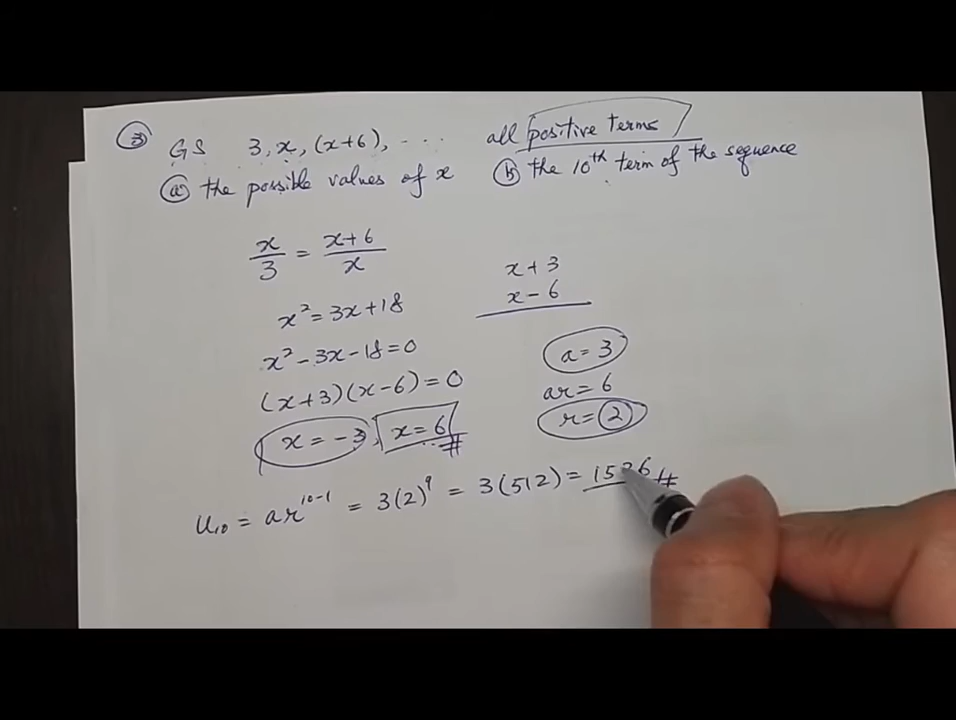 ③ GS 3, x, (x+6), ... all positive terms
ⓐ the possible values of x ⓑ the 10th term of the sequence
x/3 = (x+6)/x
x² = 3x+18
x² - 3x - 18 = 0
(x+3)(x-6) = 0
x = -3, x = 6 #
x + 3
x - 6
a = 3
ar = 6
r = 2
u₁₀ = ar¹⁰⁻¹ = 3(2)⁹ = 3(512) = 1536 #